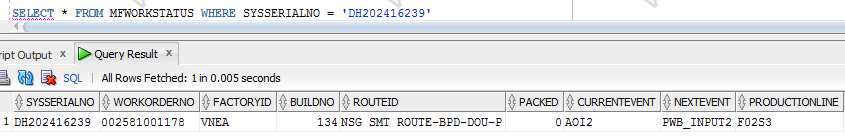 SELECT * FROM MFWORKSTATUS WHERE SYSSERIALNO = 'DH202416239'
ript Output x Query Result x
SQL | All Rows Fetched: 1 in 0.005 seconds
SYSSERIALNO WORKORDERNO FACTORYID BUILDNO ROUTEID PACKED CURRENTEVENT NEXTEVENT PRODUCTIONLINE
1 DH202416239 002581001178 VNEA 134 NSG SMT ROUTE-BPD-DOU-P 0 AOI2 PWB_INPUT2 F02S3